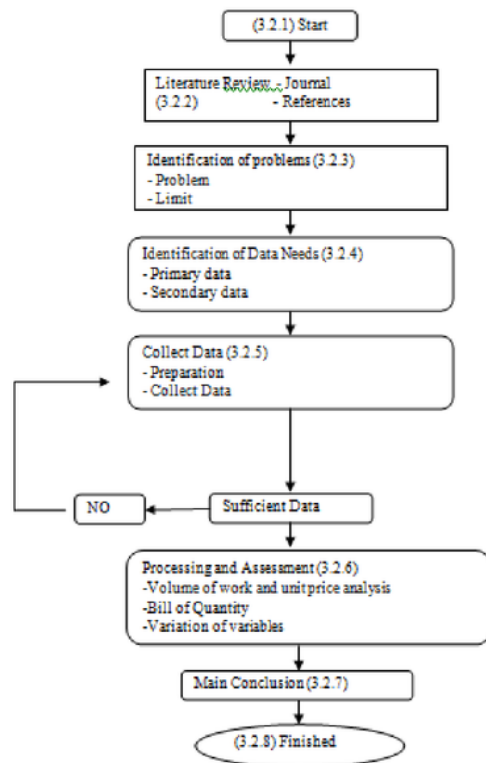 (3.2.1) Start
Literature Review - Journal
(3.2.2) - References
Identification of problems (3.2.3)
- Problem
- Limit
Identification of Data Needs (3.2.4)
- Primary data
- Secondary data
Collect Data (3.2.5)
- Preparation
- Collect Data
NO
Sufficient Data
Processing and Assessment (3.2.6)
-Volume of work and unit price analysis
-Bill of Quantity
-Variation of variables
Main Conclusion (3.2.7)
(3.2.8) Finished